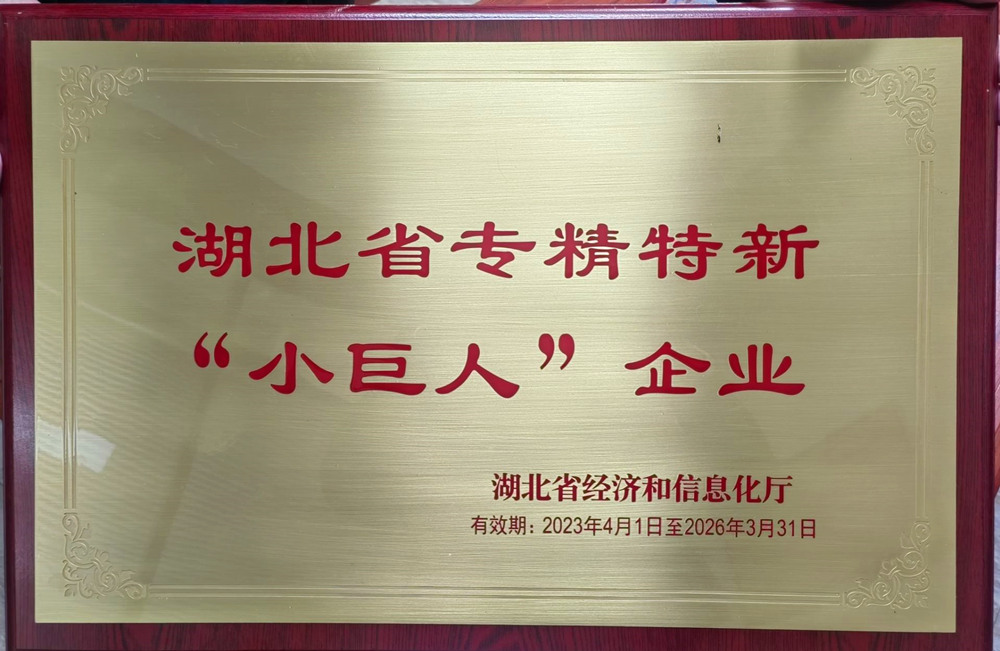 湖北省专精特新
“小巨人”企业
湖北省经济和信息化厅
有效期：2023年4月1日至2026年3月31日